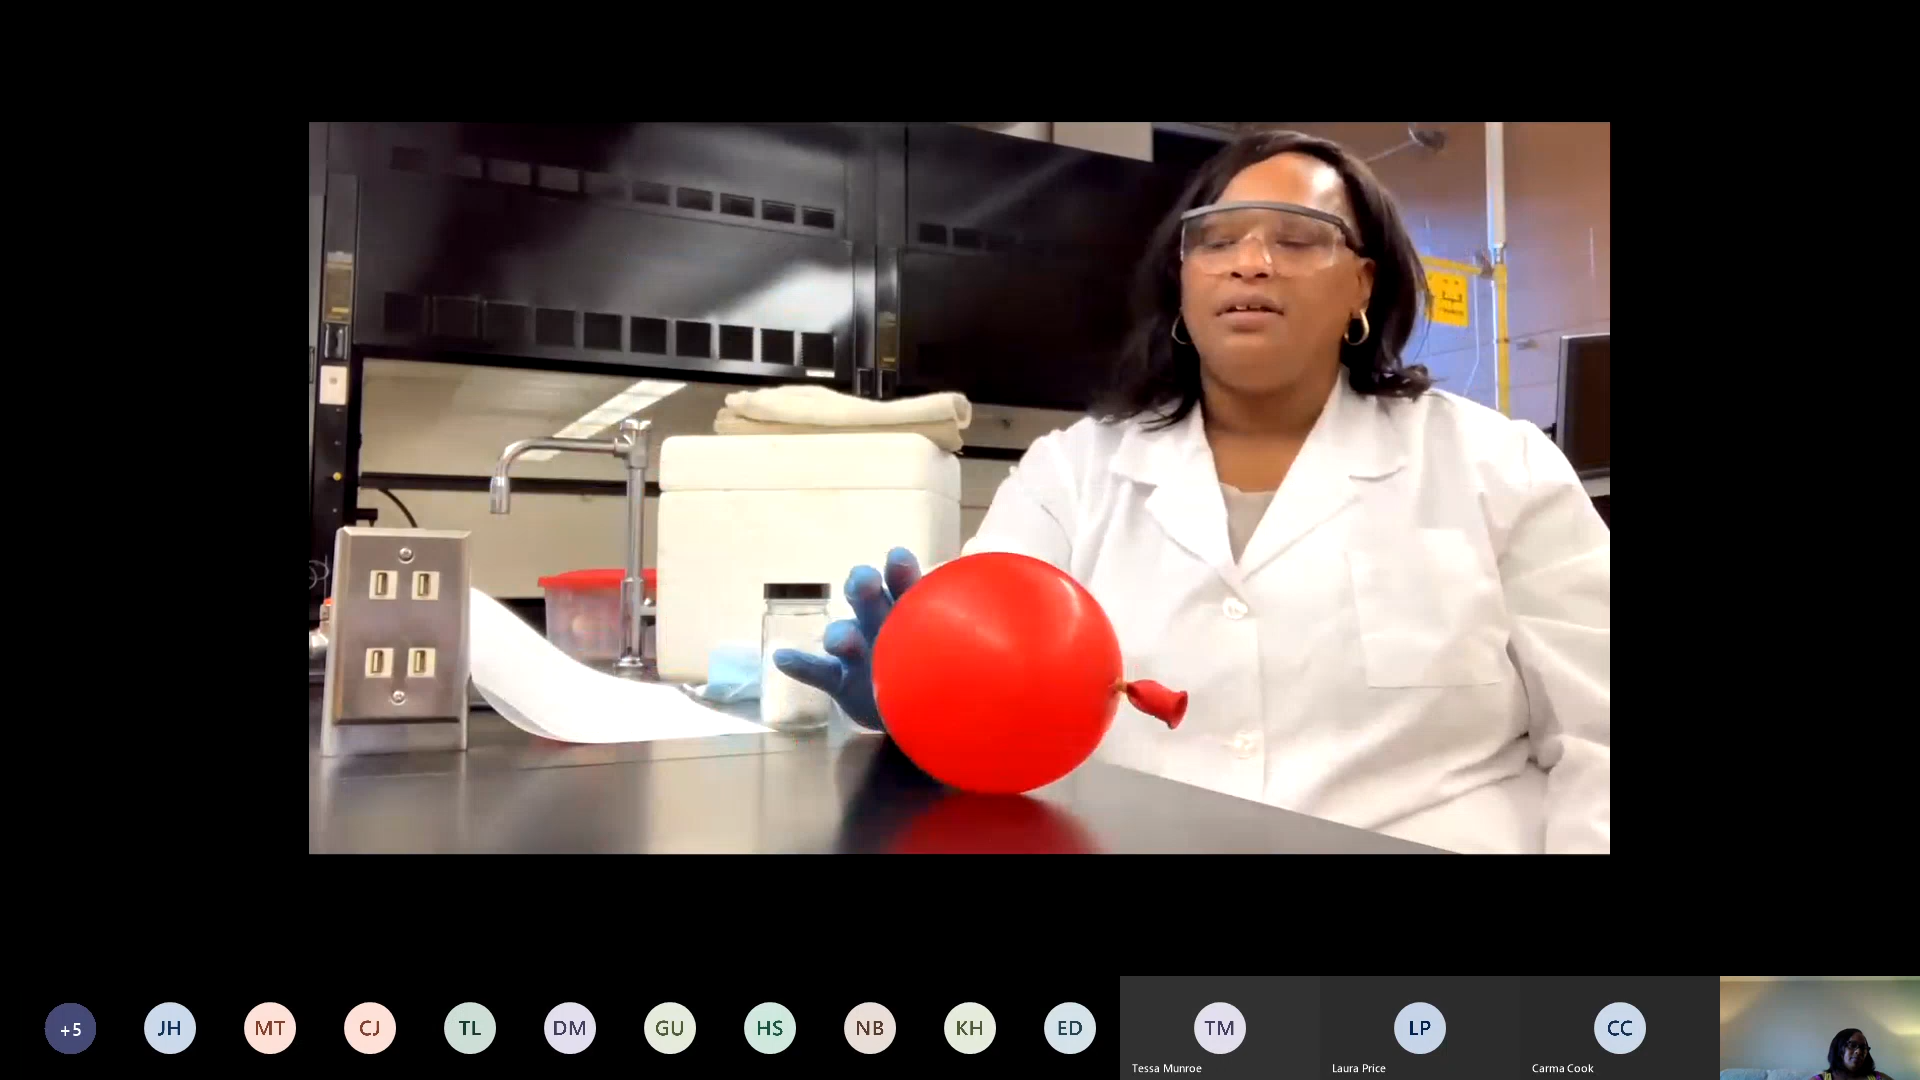 +5
JH
MT
CJ
TL
DM
GU
HS
NB
KH
ED
TM
LP
CC
Tessa Munroe
Laura Price
Carma Cook